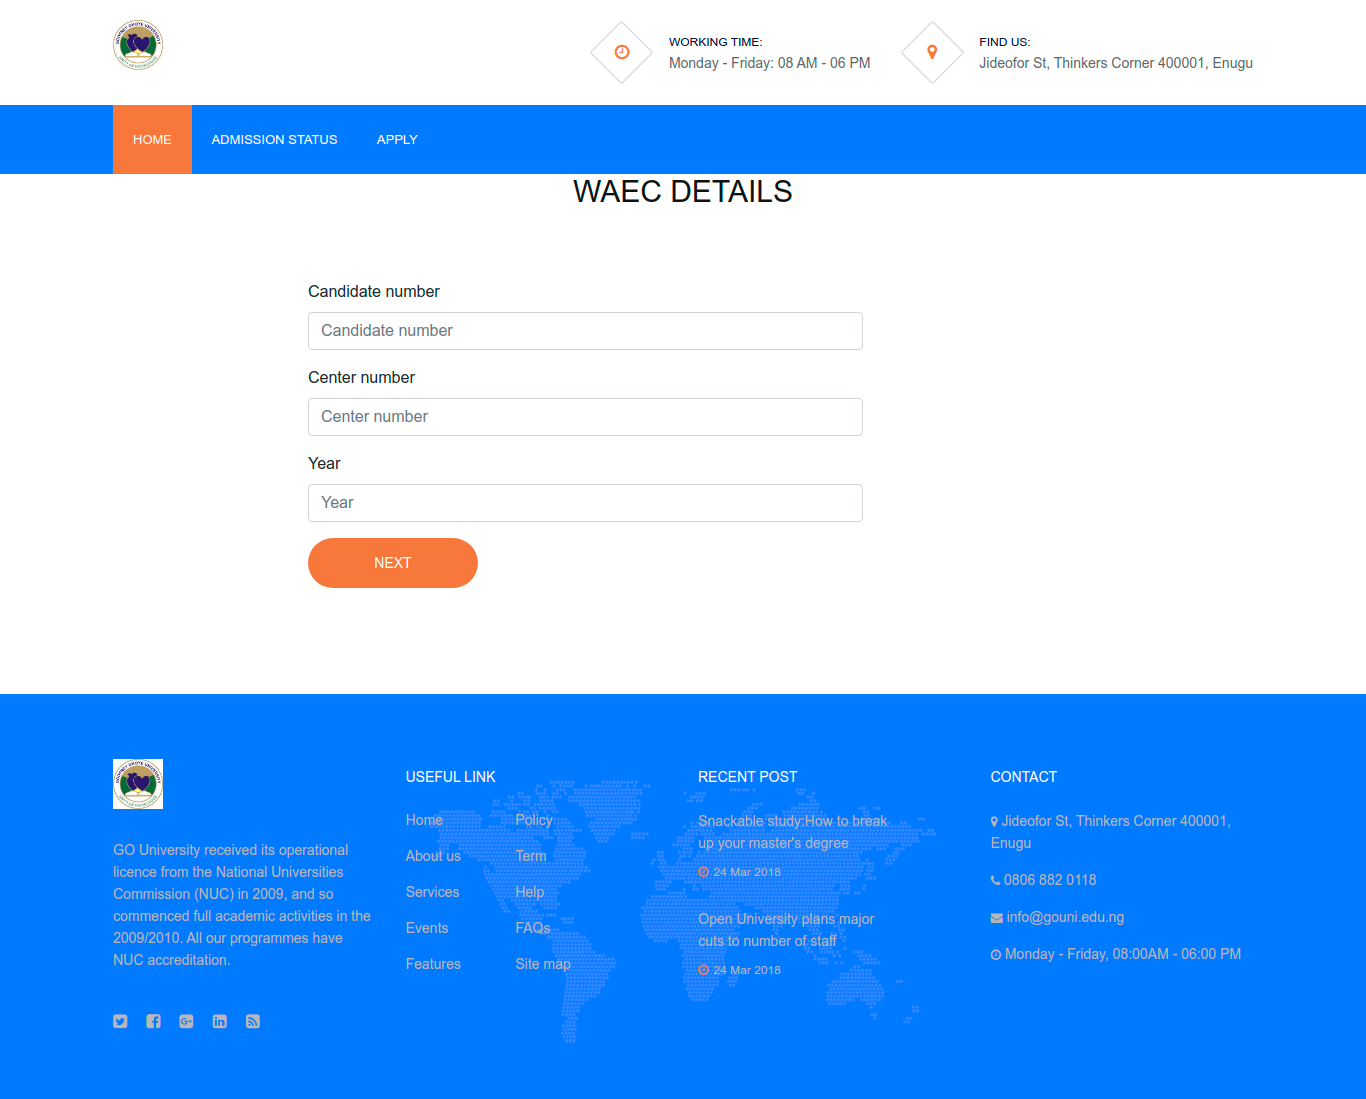 WORKING TIME:
Monday - Friday: 08 AM - 06 PM
FIND US:
Jideofor St, Thinkers Corner 400001, Enugu
HOME
ADMISSION STATUS
APPLY
WAEC DETAILS
Candidate number
Candidate number
Center number
Center number
Year
Year
NEXT
GO University received its operational
licence from the National Universities
Commission (NUC) in 2009, and so
commenced full academic activities in the
2009/2010. All our programmes have
NUC accreditation.
USEFUL LINK
Home
Policy
About us
Term
Services
Help
Events
FAQs
Features
Site map
RECENT POST
Snackable study:How to break
up your master's degree
24 Mar 2018
Open University plans major
cuts to number of staff
24 Mar 2018
CONTACT
Jideofor St, Thinkers Corner 400001,
Enugu
0806 882 0118
info@gouni.edu.ng
Monday - Friday, 08:00AM - 06:00 PM